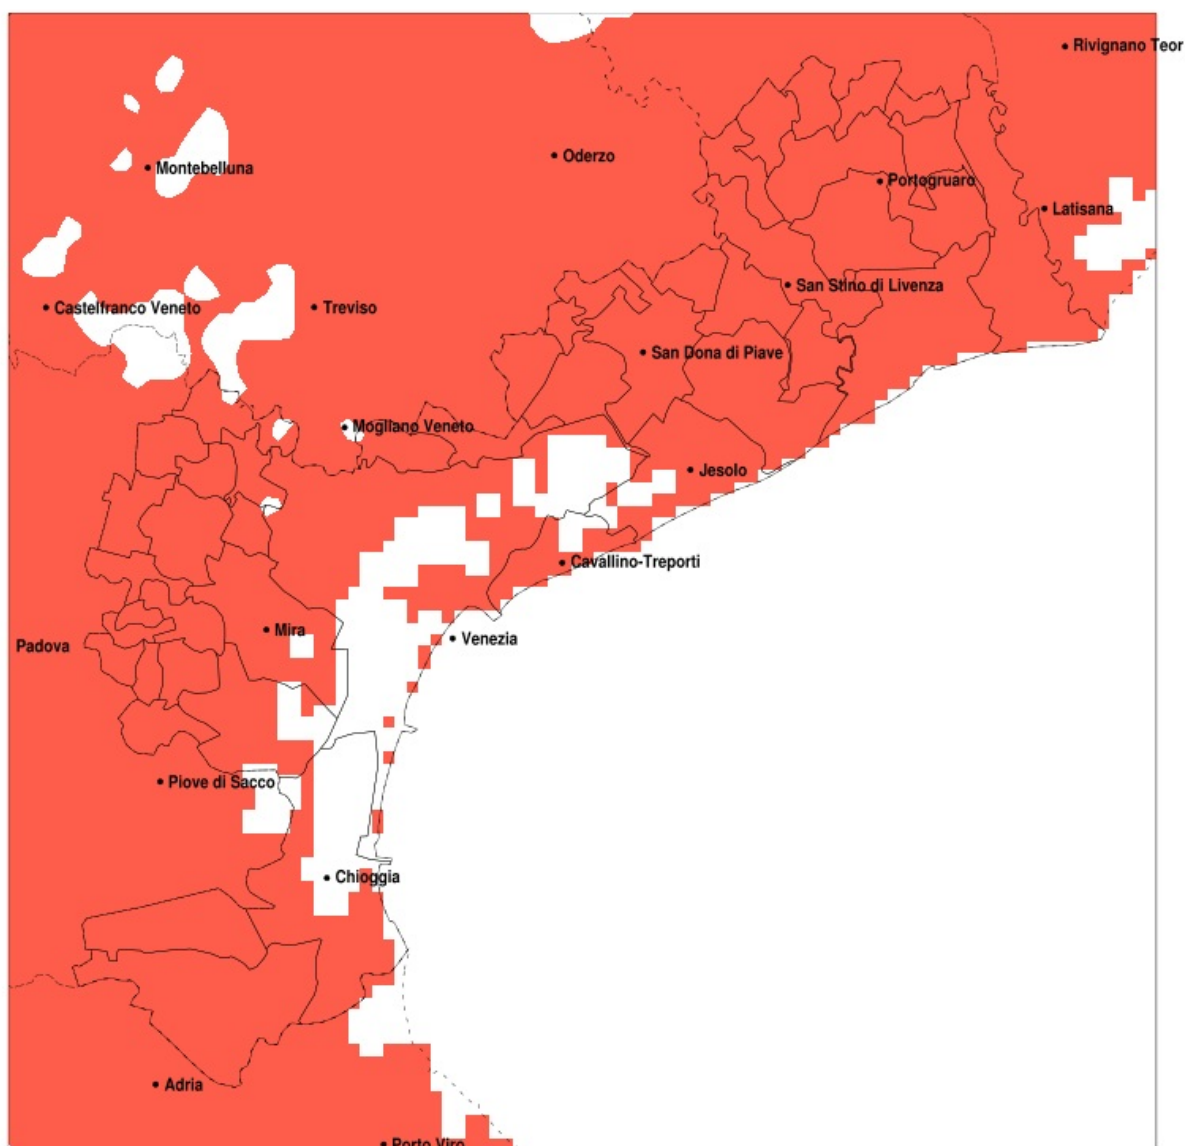 Rivignano Teor
Oderzo
Montebelluna
Portogruaro
Latisana
San Stino di Livenza
Castelfranco Veneto
Treviso
San Dona di Piave
Mogliano Veneto
Jesolo
Cavallino-Treporti
Mira
Venezia
Padova
Piove di Sacco
Chioggia
Adria
Porto Viro